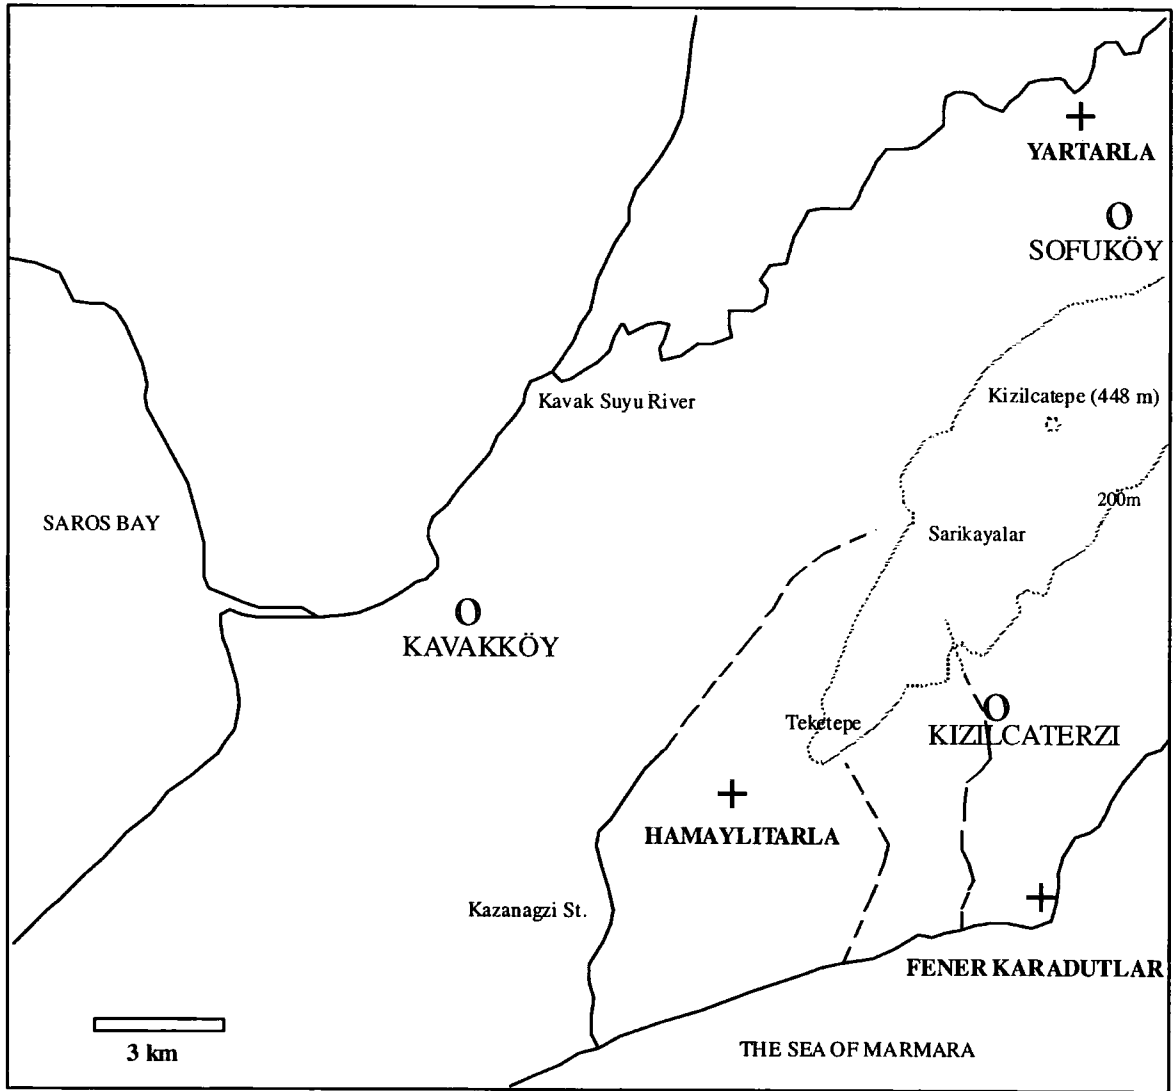 YARTARLA
SOFUKÖY
Kavak Suyu River
Kizilcatepe (448 m)
200m
SAROS BAY
Sarikayalar
KAVAKKÖY
Teketepe
KIZILCATERZI
HAMAYLITARLA
Kazanagzi St.
FENER KARADUTLAR
3 km
THE SEA OF MARMARA